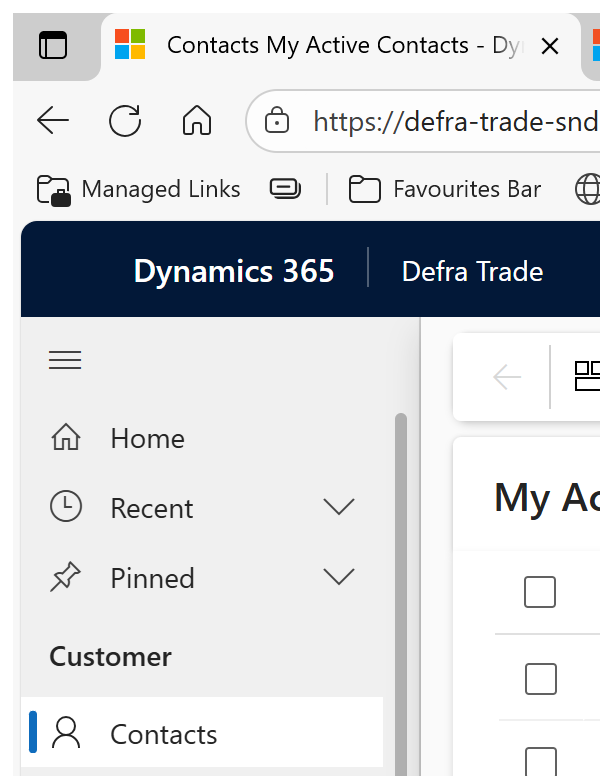 Contacts My Active Contacts - Dy
https://defra-trade-snd
Managed Links
Favourites Bar
Dynamics 365
Defra Trade
Home
Recent
Pinned
My Ac
Customer
Contacts